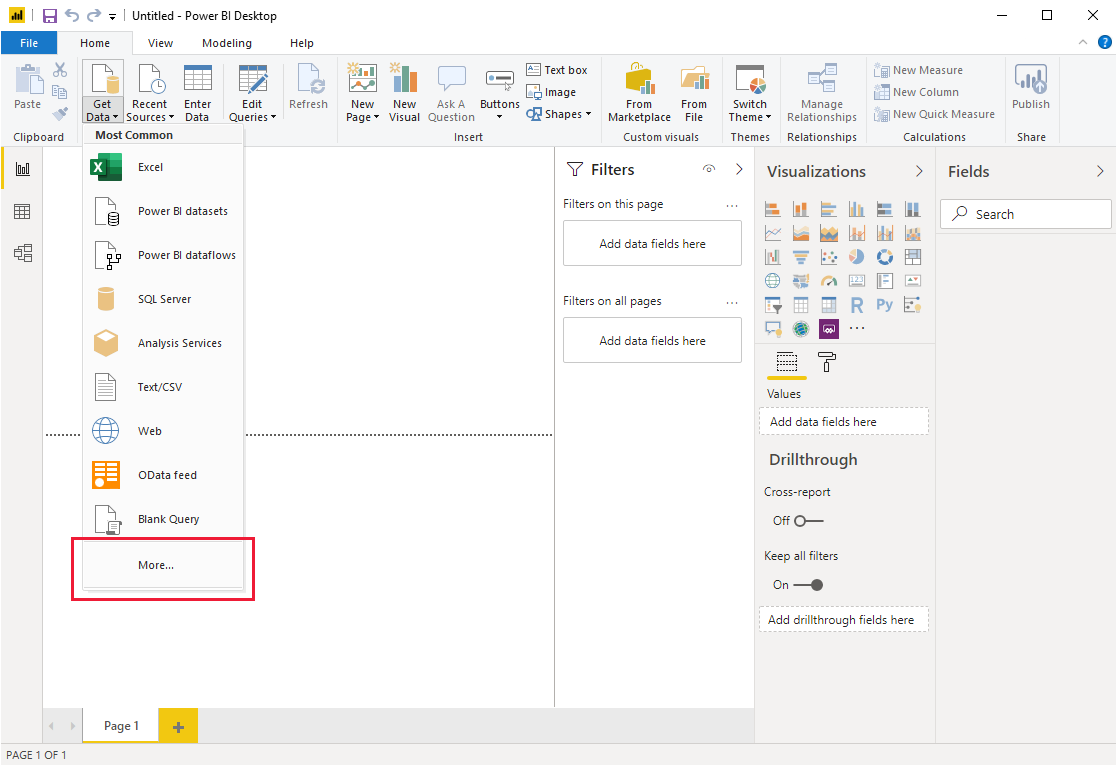 Untitled - Power BI Desktop
File Home View Modeling Help
?
Paste
Get Data
Recent Sources
Enter Data
Edit Queries
Refresh
New Page
New Visual
Ask A Question
Buttons
Text box
Image
Shapes
From Marketplace
From File
Switch Theme
Manage Relationships
New Measure
New Column
New Quick Measure
Publish
Clipboard
Insert
Custom visuals
Themes
Relationships
Calculations
Share
Most Common
Excel
Power BI datasets
Power BI dataflows
SQL Server
Analysis Services
Text/CSV
Web
OData feed
Blank Query
More...
Filters
Filters on this page ...
Add data fields here
Filters on all pages ...
Add data fields here
Visualizations
123
R Py
...
Values
Add data fields here
Drillthrough
Cross-report
Off
Keep all filters
On
Add drillthrough fields here
Fields
Search
Page 1
+
PAGE 1 OF 1